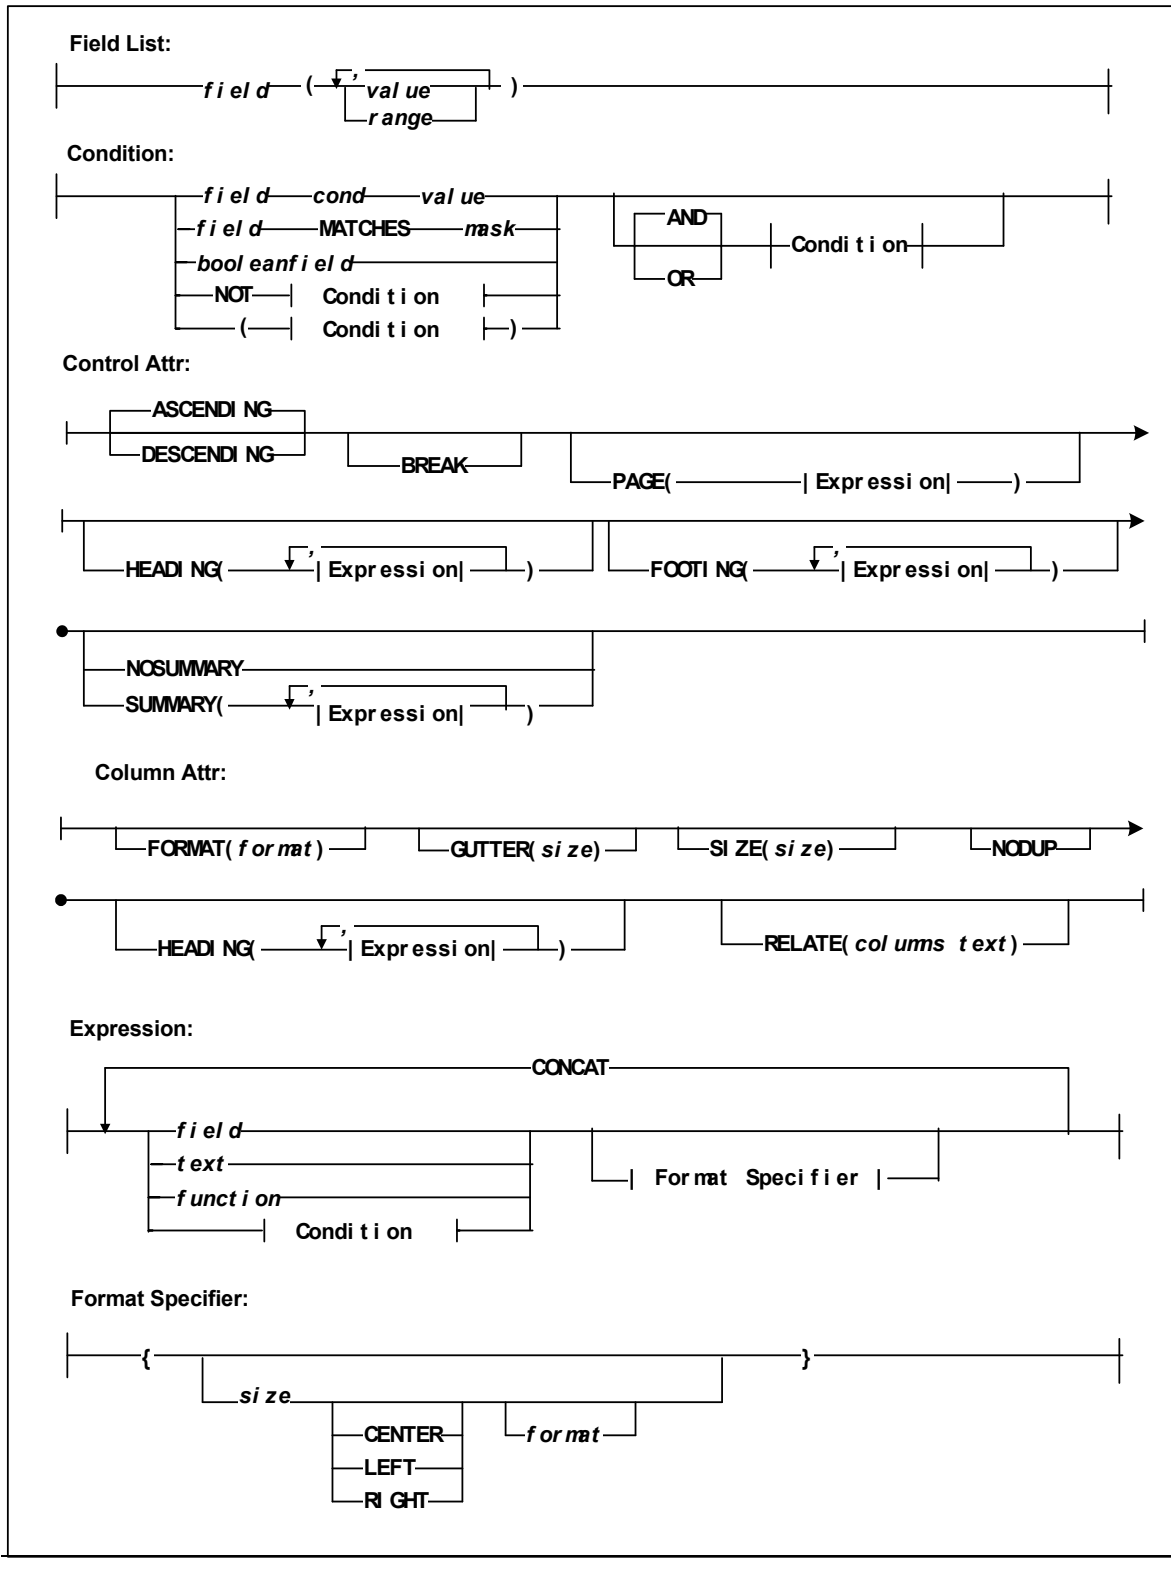 Field List:
field ( , value )
range
Condition:
field cond value
AND
field MATCHES mask
Condition
booleanfield
OR
NOT Condition
( Condition )
Control Attr:
ASCENDING
DESCENDING
BREAK
PAGE( | Expression| )
HEADING( , | Expression| ) FOOTING( , | Expression| )
NOSUMMARY
SUMMARY( , | Expression| )
Column Attr:
FORMAT( format ) GUTTER( size) SIZE( size) NODUP
HEADING( , | Expression| ) RELATE( columns text )
Expression:
CONCAT
field
text
| Format Specifier |
function
Condition
Format Specifier:
{ }
size
CENTER format
LEFT
RIGHT